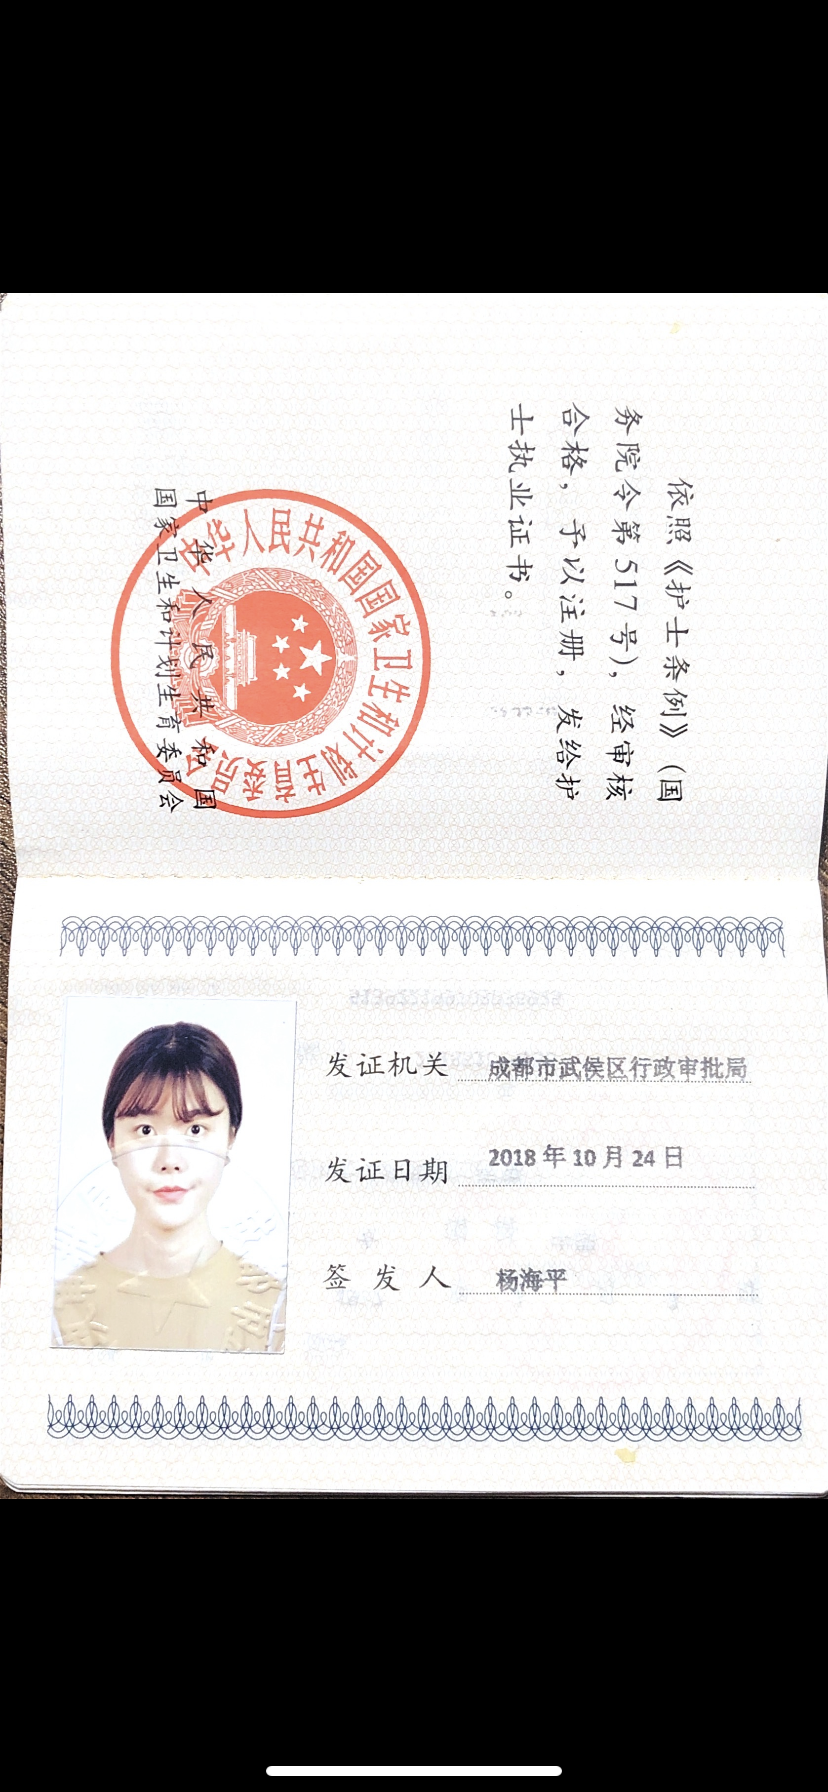 依照《护士条例》（国
务院令第517号），经审核
合格，予以注册，发给护
士执业证书。
中华人民共和国国家卫生和计划生育委员会
中华人民共和国
国家卫生和计划生育委员会
发证机关 成都市武侯区行政审批局
发证日期 2018年10月24日
签发人 杨海平